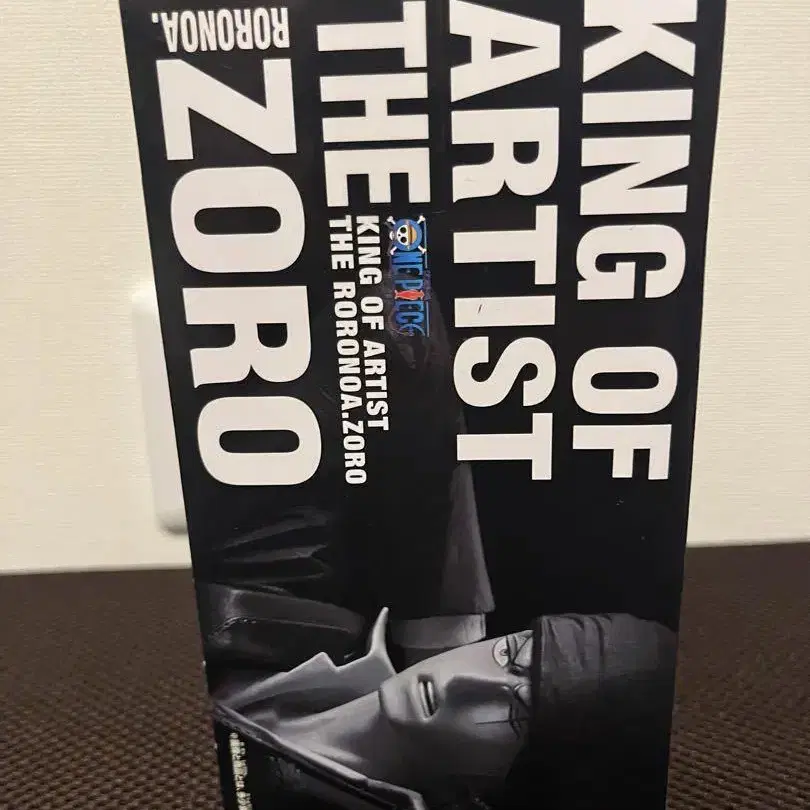 KING OF
ARTIST
THE
RORONOA.
ZORO
ONE PIECE
KING OF ARTIST
THE RORONOA.ZORO